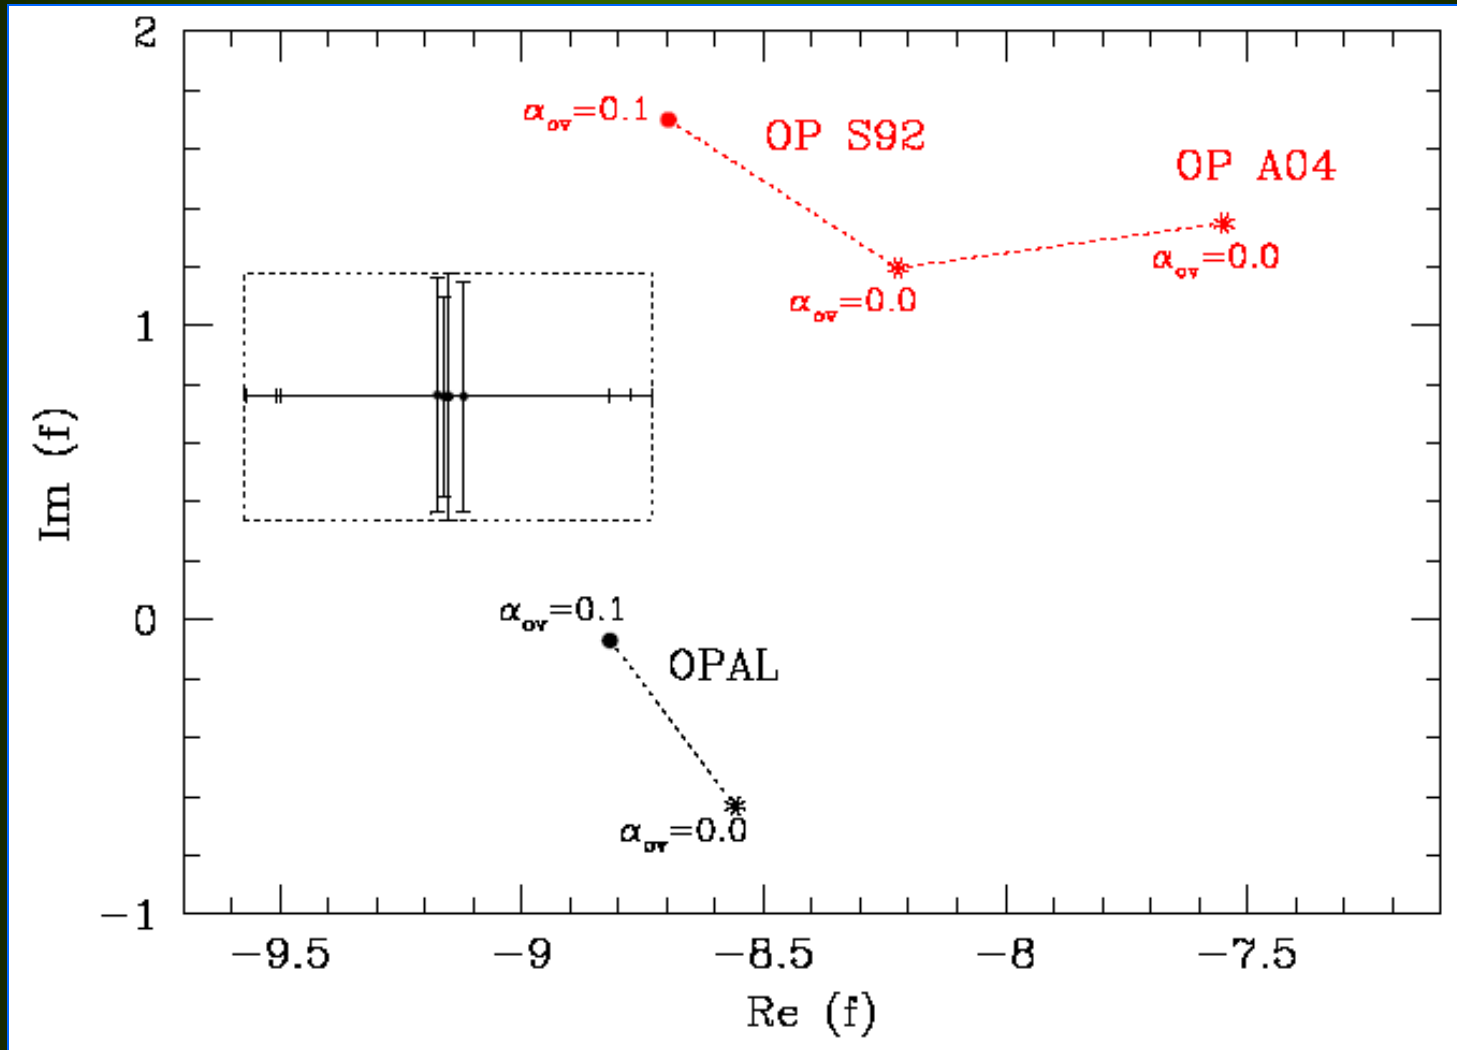 2
α_ov=0.1
OP S92
OP A04
α_ov=0.0
α_ov=0.0
1
Im (f)
α_ov=0.1
0
OPAL
α_ov=0.0
−1
−9.5
−9
−8.5
−8
−7.5
Re (f)